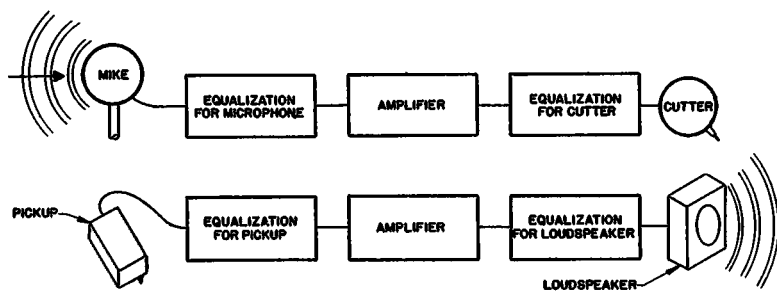 MIKE
EQUALIZATION
FOR MICROPHONE
AMPLIFIER
EQUALIZATION
FOR CUTTER
CUTTER
PICKUP
EQUALIZATION
FOR PICKUP
AMPLIFIER
EQUALIZATION
FOR LOUDSPEAKER
LOUDSPEAKER